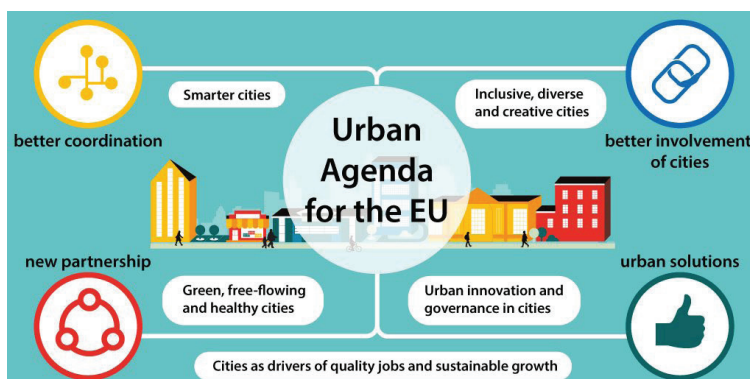 Smarter cities
Inclusive, diverse
and creative cities
better coordination
Urban
Agenda
for the EU
better involvement
of cities
new partnership
urban solutions
Green, free-flowing
and healthy cities
Urban innovation and
governance in cities
Cities as drivers of quality jobs and sustainable growth